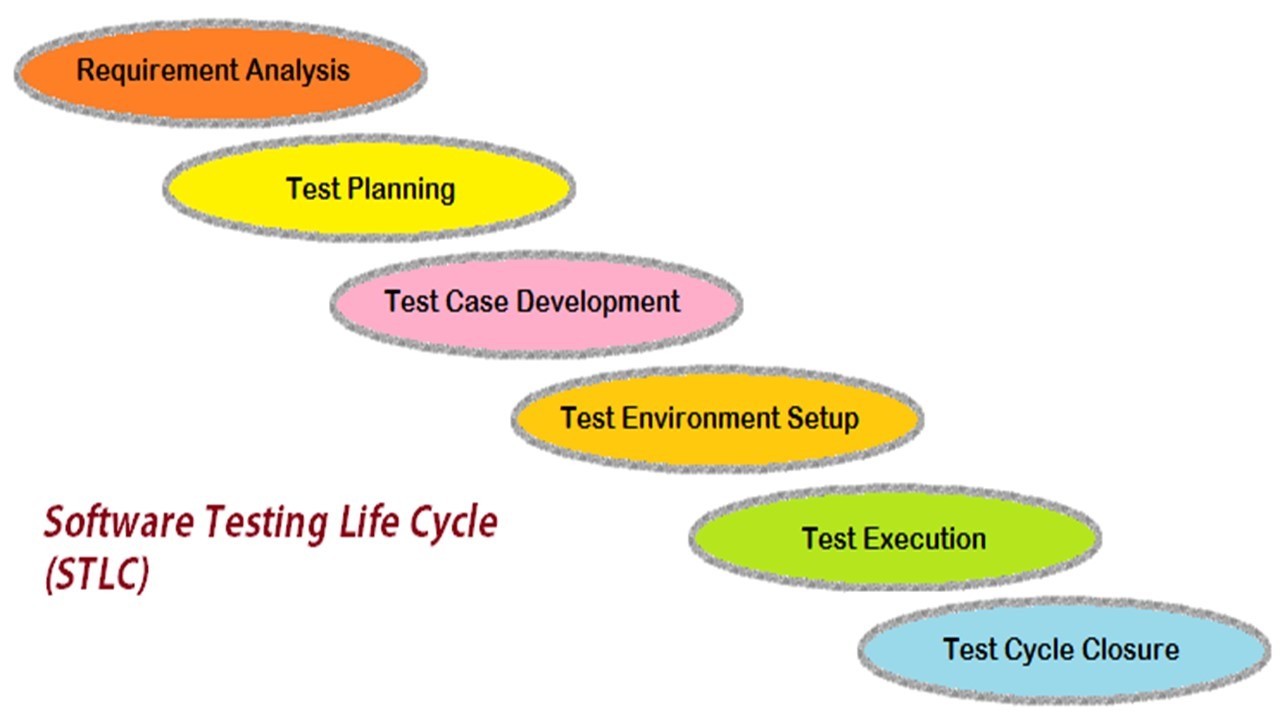 Requirement Analysis
Test Planning
Test Case Development
Test Environment Setup
Software Testing Life Cycle
(STLC)
Test Execution
Test Cycle Closure